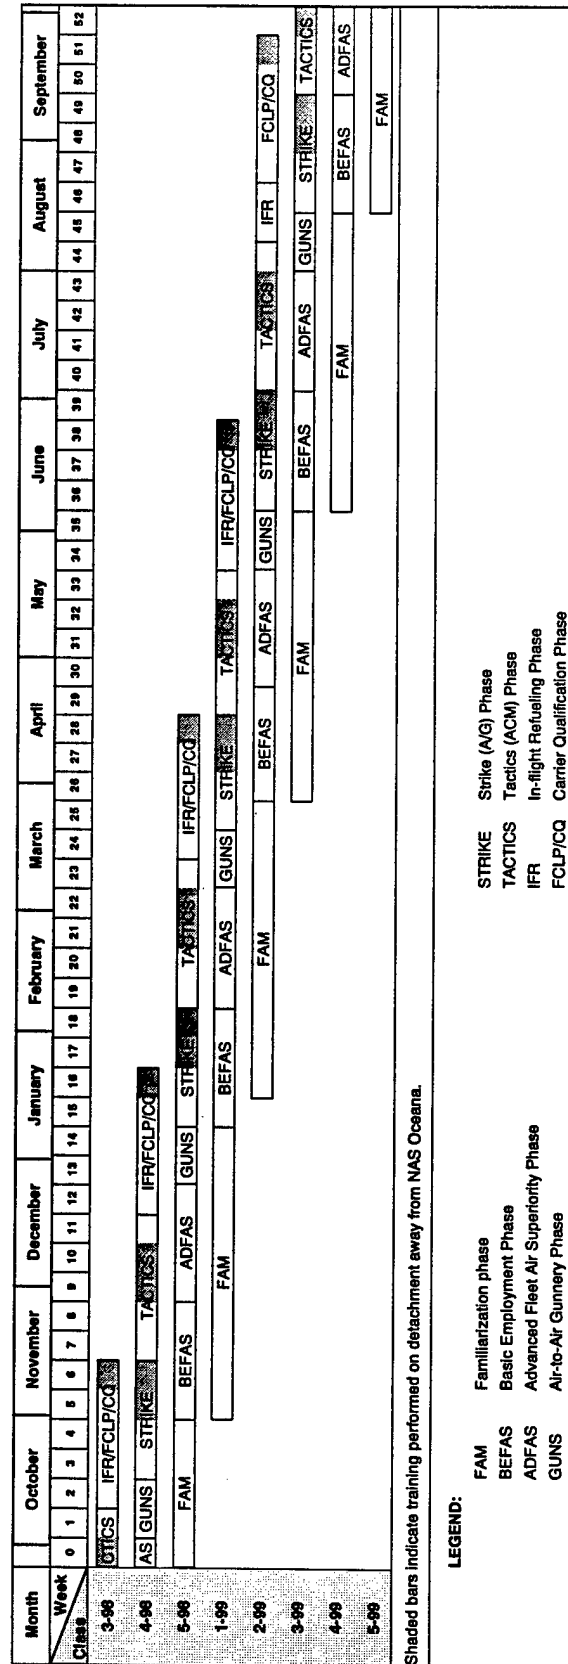 Month October November December January February March April May June July August September
Week 0 1 2 3 4 5 6 7 8 9 10 11 12 13 14 15 16 17 18 19 20 21 22 23 24 25 26 27 28 29 30 31 32 33 34 35 36 37 38 39 40 41 42 43 44 45 46 47 48 49 50 51 52
Class
3-98 CTICS IFR/FCLP/CQ
4-98 AS GUNS STRIKE TACTICS IFR/FCLP/CQ
5-98 FAM BEFAS ADFAS GUNS STRIKE TACTICS IFR/FCLP/CQ
1-99 FAM BEFAS ADFAS GUNS STRIKE TACTICS IFR/FCLP/CQ
2-99 FAM BEFAS ADFAS GUNS STRIKE TACTICS IFR FCLP/CQ
3-99 FAM BEFAS ADFAS GUNS STRIKE TACTICS
4-99 FAM BEFAS ADFAS
5-99 FAM
Shaded bars indicate training performed on detachment away from NAS Oceana.
LEGEND:
FAM Familiarization phase STRIKE Strike (A/G) Phase
BEFAS Basic Employment Phase TACTICS Tactics (ACM) Phase
ADFAS Advanced Fleet Air Superiority Phase IFR In-flight Refueling Phase
GUNS Air-to-Air Gunnery Phase FCLP/CQ Carrier Qualification Phase